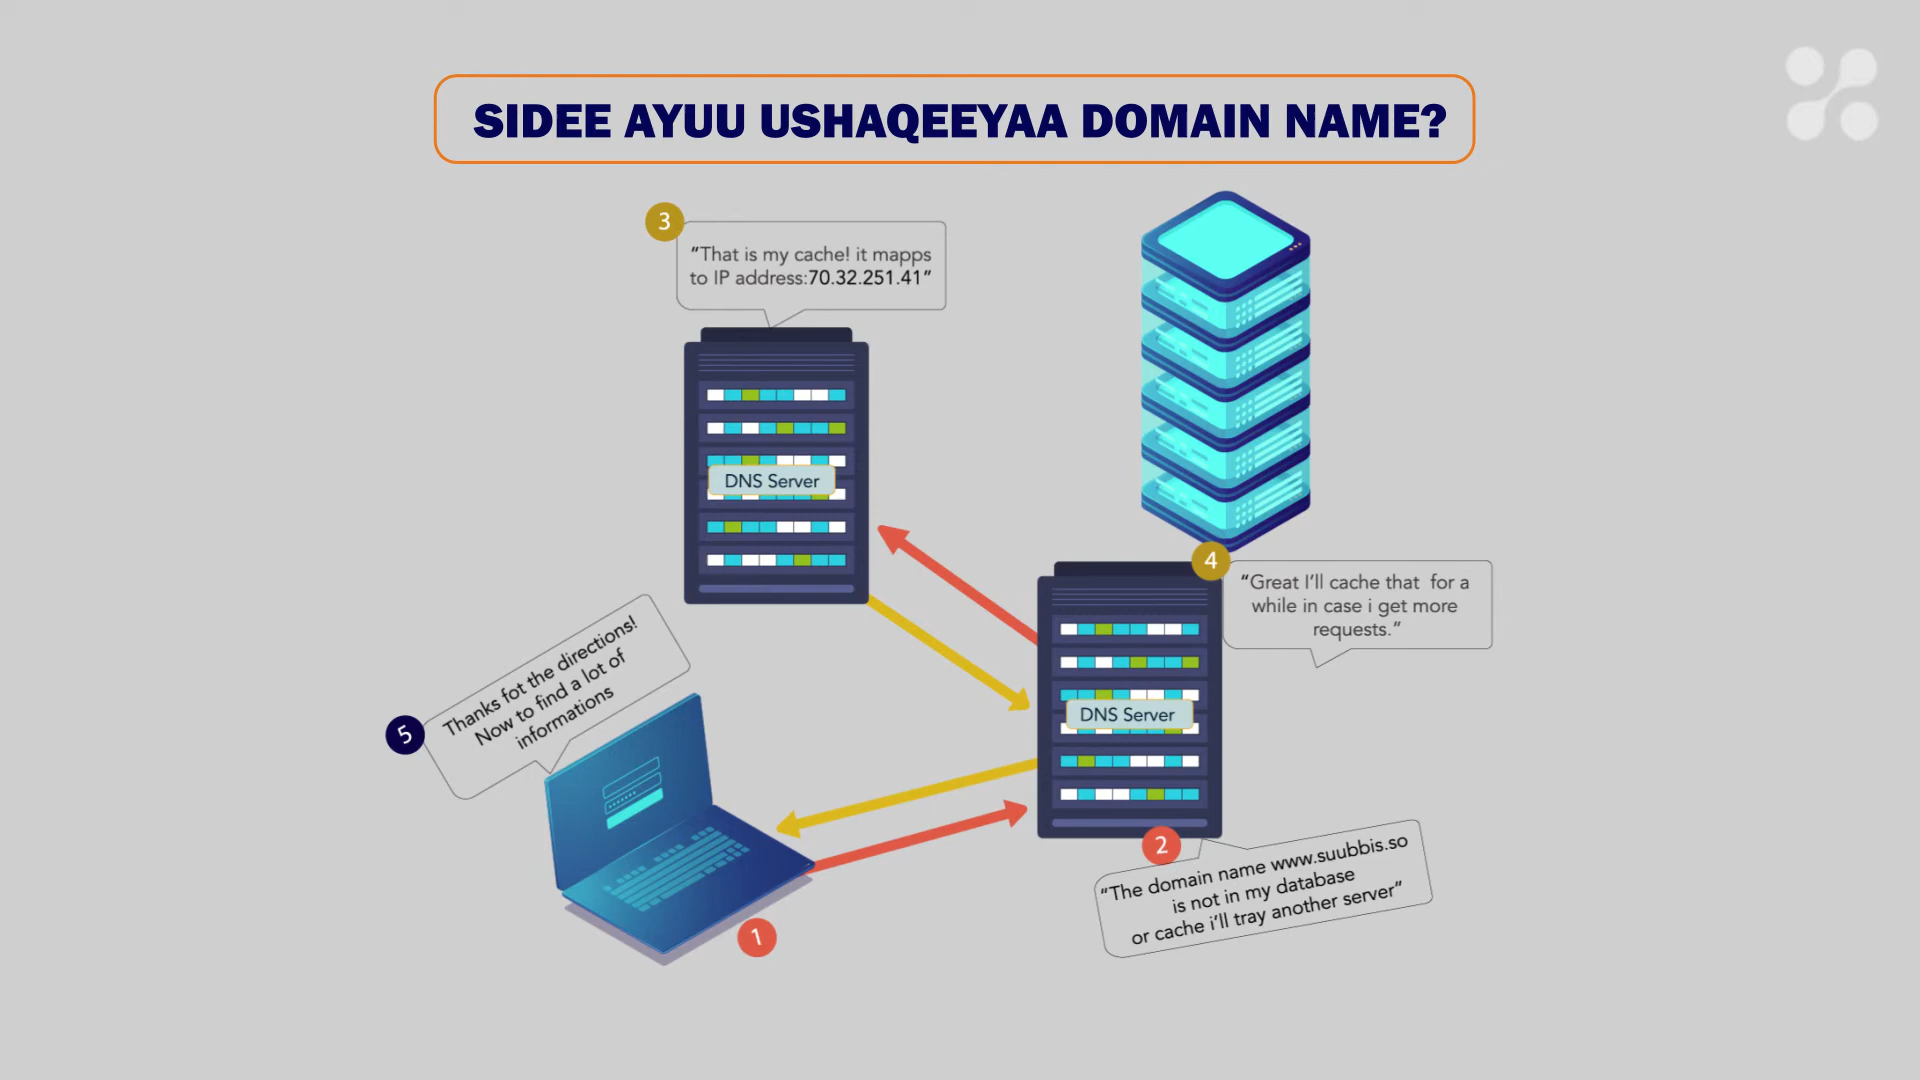 SIDEE AYUU USHAQEEYAA DOMAIN NAME?
3
“That is my cache! it mapps
to IP address:70.32.251.41”
DNS Server
4
“Great I’ll cache that for a
while in case i get more
requests.”
5
Thanks fot the directions!
Now to find a lot of
informations
DNS Server
2
“The domain name www.suubbis.so
is not in my database
or cache i’ll tray another server”
1